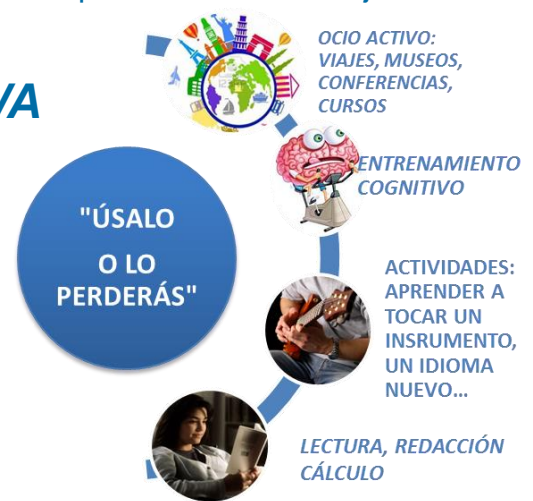 VA
OCIO ACTIVO:
VIAJES, MUSEOS,
CONFERENCIAS,
CURSOS
ENTRENAMIENTO
COGNITIVO
"ÚSALO
O LO
PERDERÁS"
ACTIVIDADES:
APRENDER A
TOCAR UN
INSRUMENTO,
UN IDIOMA
NUEVO...
LECTURA, REDACCIÓN
CÁLCULO